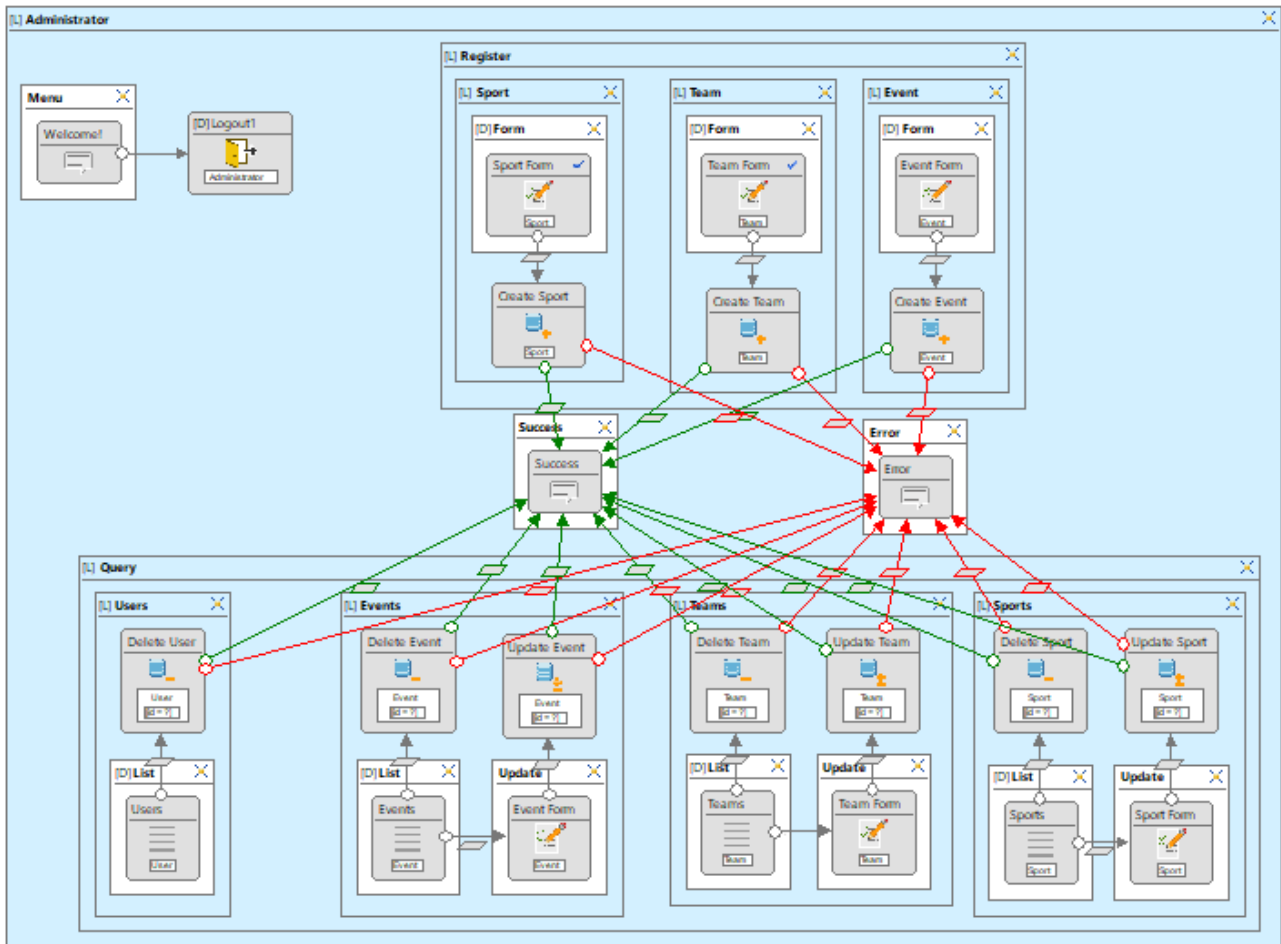 [L] Administrator
Menu
Welcome!
[D] Logout1
Administrator
[L] Register
[L] Sport
[D] Form
Sport Form
Sport
Create Sport
Sport
[L] Team
[D] Form
Team Form
Team
Create Team
Team
[L] Event
[D] Form
Event Form
Event
Create Event
Event
Success
Success
Error
Error
[L] Query
[L] Users
Delete User
User
[id = ?]
[D] List
Users
User
[L] Events
Delete Event
Event
[id = ?]
Update Event
Event
[id = ?]
[D] List
Events
Event
Update
Event Form
Event
[L] Teams
Delete Team
Team
[id = ?]
Update Team
Team
[id = ?]
[D] List
Teams
Team
Update
Team Form
Team
[L] Sports
Delete Sport
Sport
[id = ?]
Update Sport
Sport
[id = ?]
[D] List
Sports
Sport
Update
Sport Form
Sport